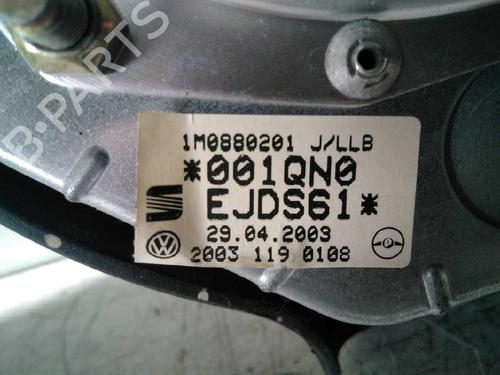 B-PARTS
1M0880201 J/LLB
*001QN0
EJDS61*
29.04.2003
2003 119 0108